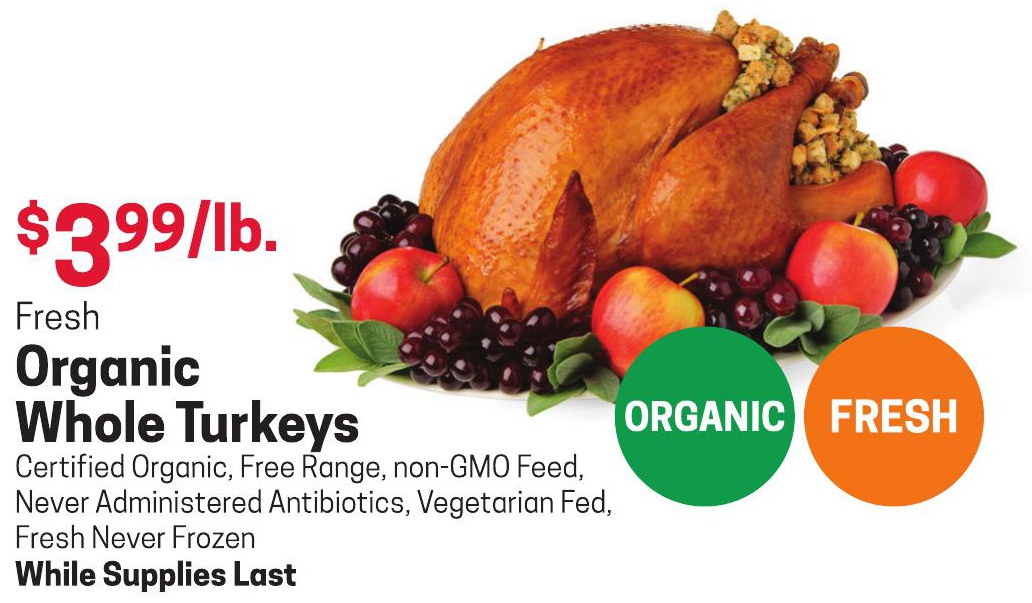 $3.99/lb.
Fresh
Organic
Whole Turkeys
Certified Organic, Free Range, non-GMO Feed,
Never Administered Antibiotics, Vegetarian Fed,
Fresh Never Frozen
While Supplies Last
ORGANIC
FRESH